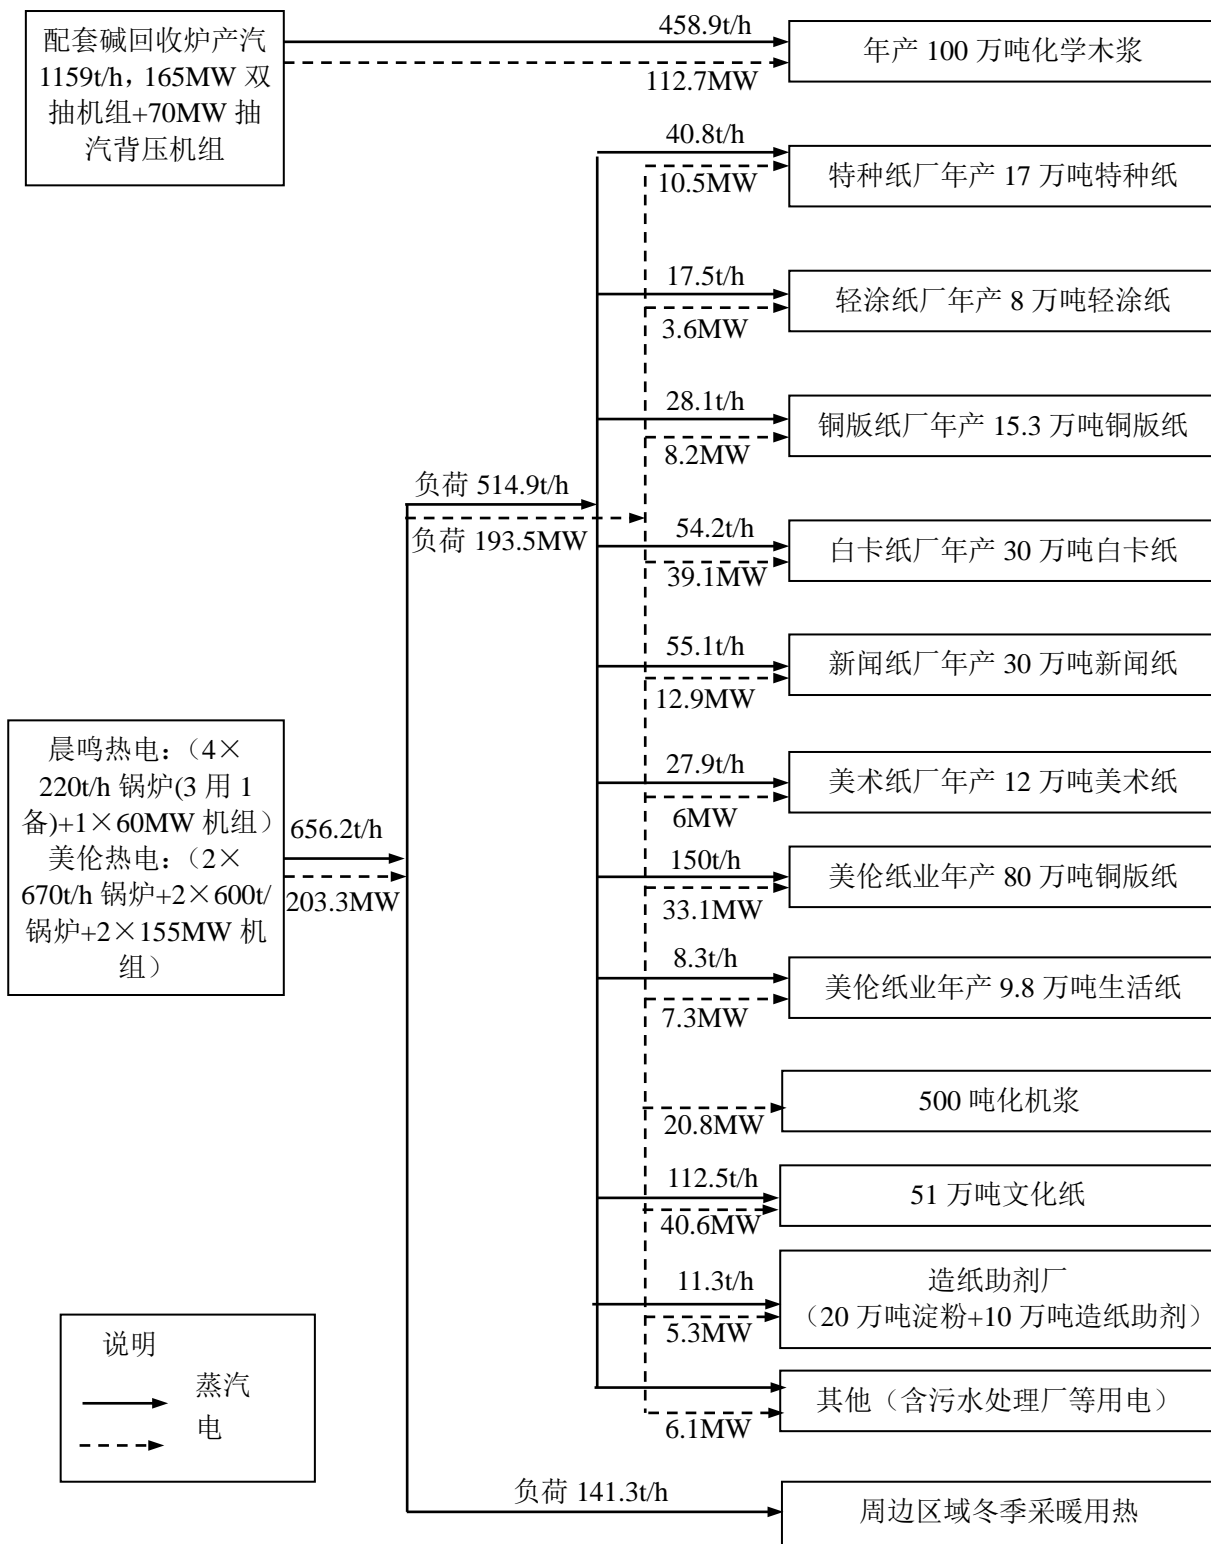 配套碱回收炉产汽
1159t/h，165MW 双
抽机组+70MW 抽
汽背压机组
458.9t/h
112.7MW
年产 100 万吨化学木浆
40.8t/h
10.5MW
特种纸厂年产 17 万吨特种纸
17.5t/h
3.6MW
轻涂纸厂年产 8 万吨轻涂纸
28.1t/h
8.2MW
铜版纸厂年产 15.3 万吨铜版纸
负荷 514.9t/h
负荷 193.5MW
54.2t/h
39.1MW
白卡纸厂年产 30 万吨白卡纸
55.1t/h
12.9MW
新闻纸厂年产 30 万吨新闻纸
晨鸣热电：（4×
220t/h 锅炉(3 用 1
备)+1×60MW 机组）
美伦热电：（2×
670t/h 锅炉+2×600t/
锅炉+2×155MW 机
组）
656.2t/h
203.3MW
27.9t/h
6MW
美术纸厂年产 12 万吨美术纸
150t/h
33.1MW
美伦纸业年产 80 万吨铜版纸
8.3t/h
7.3MW
美伦纸业年产 9.8 万吨生活纸
20.8MW
500 吨化机浆
112.5t/h
40.6MW
51 万吨文化纸
11.3t/h
5.3MW
造纸助剂厂
（20 万吨淀粉+10 万吨造纸助剂）
6.1MW
其他（含污水处理厂等用电）
说明
蒸汽
电
负荷 141.3t/h
周边区域冬季采暖用热